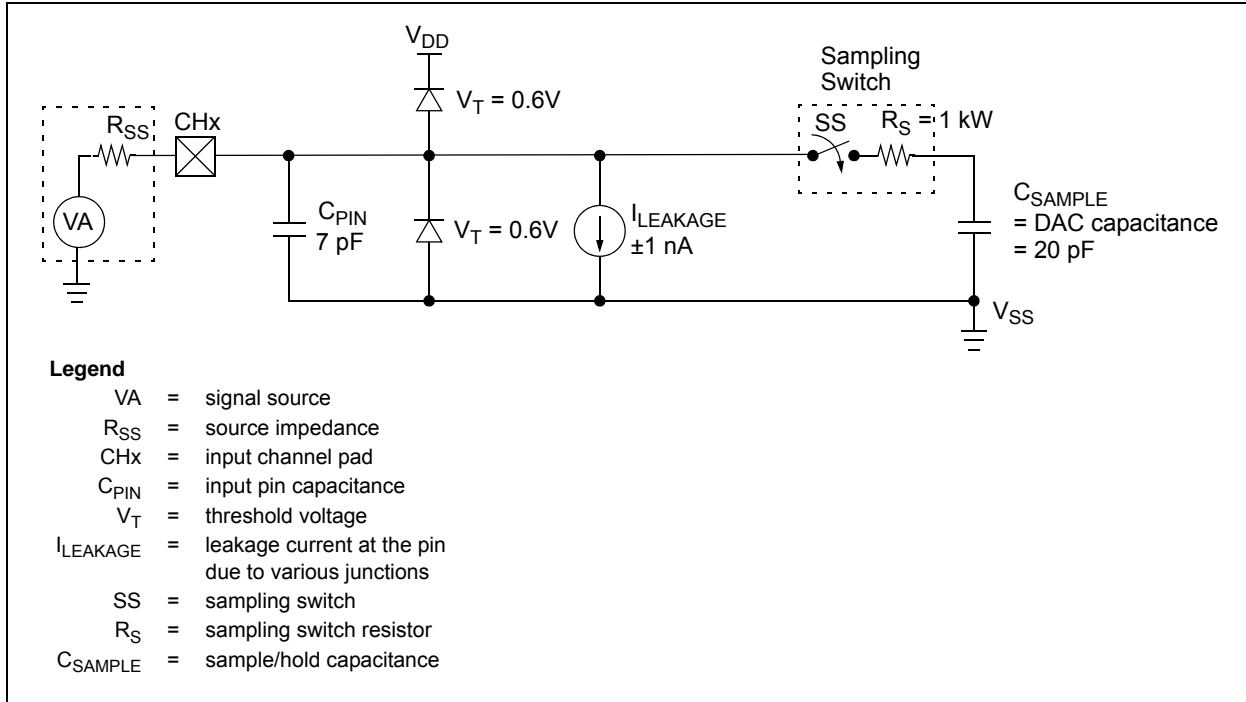 VDD
Sampling
Switch
VT = 0.6V
RSS
CHx
SS
RS = 1 kW
VA
CPIN
7 pF
VT = 0.6V
ILEAKAGE
±1 nA
CSAMPLE
= DAC capacitance
= 20 pF
VSS
Legend
VA = signal source
RSS = source impedance
CHx = input channel pad
CPIN = input pin capacitance
VT = threshold voltage
ILEAKAGE = leakage current at the pin
due to various junctions
SS = sampling switch
RS = sampling switch resistor
CSAMPLE = sample/hold capacitance